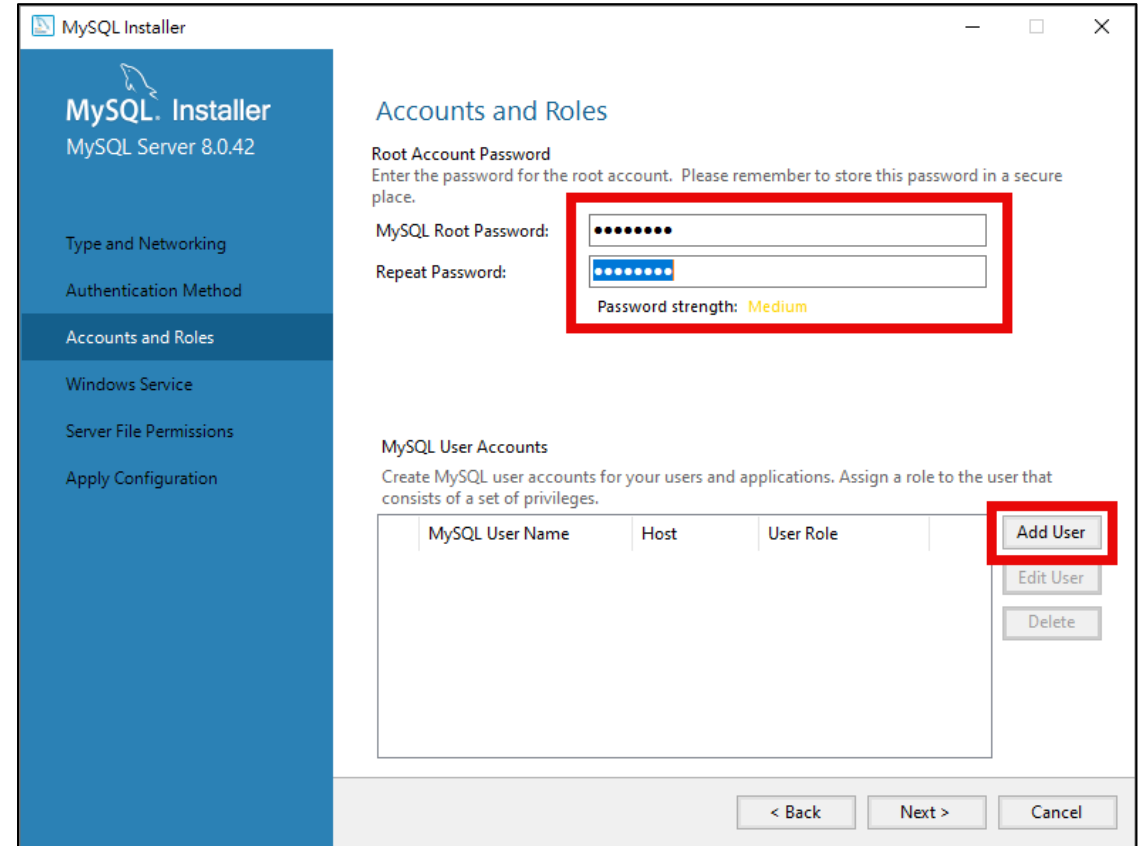 MySQL Installer
MySQL. Installer
MySQL Server 8.0.42
Type and Networking
Authentication Method
Accounts and Roles
Windows Service
Server File Permissions
Apply Configuration
Accounts and Roles
Root Account Password
Enter the password for the root account. Please remember to store this password in a secure
place.
MySQL Root Password: ●●●●●●●●
Repeat Password: ●●●●●●●●
Password strength: Medium
MySQL User Accounts
Create MySQL user accounts for your users and applications. Assign a role to the user that
consists of a set of privileges.
MySQL User Name Host User Role
Add User
Edit User
Delete
< Back Next > Cancel